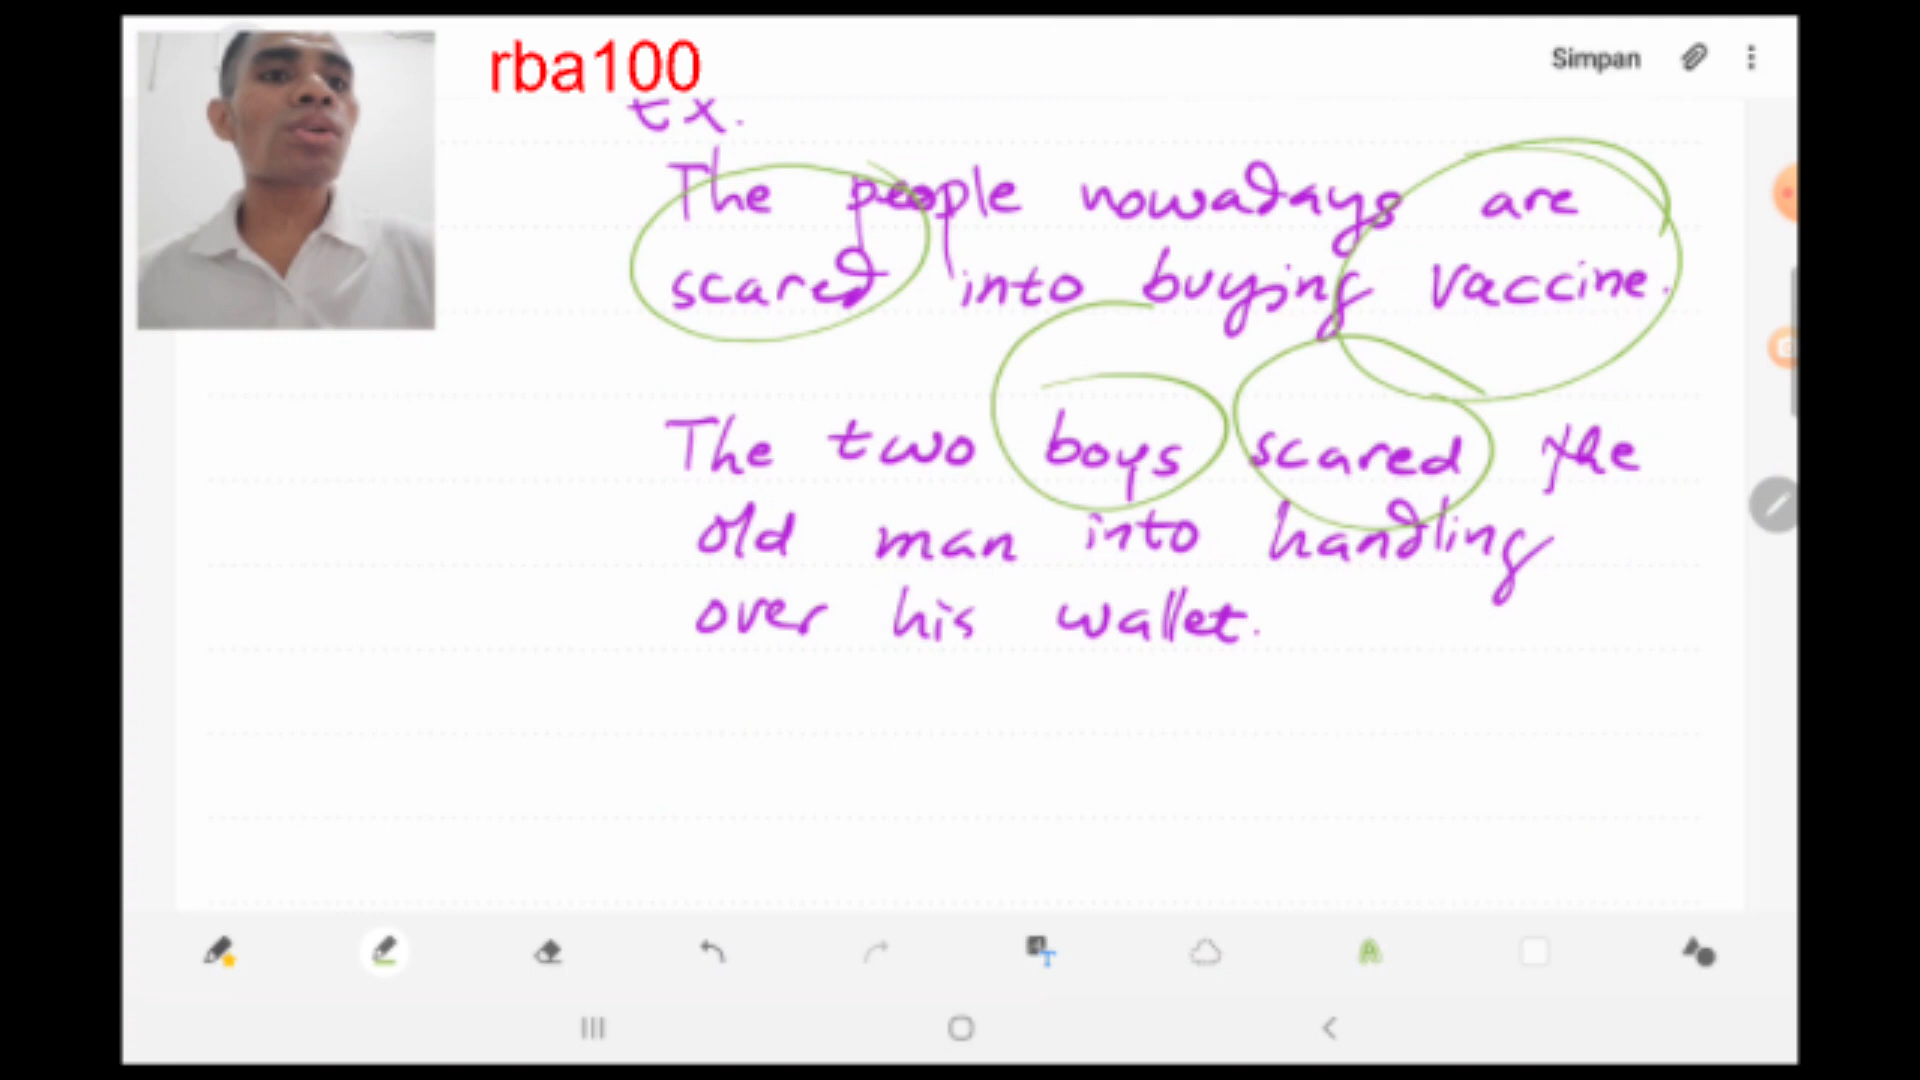 rba100
Simpan
Ex.
The people nowadays are
scared into buying vaccine.
The two boys scared the
old man into handling
over his wallet.